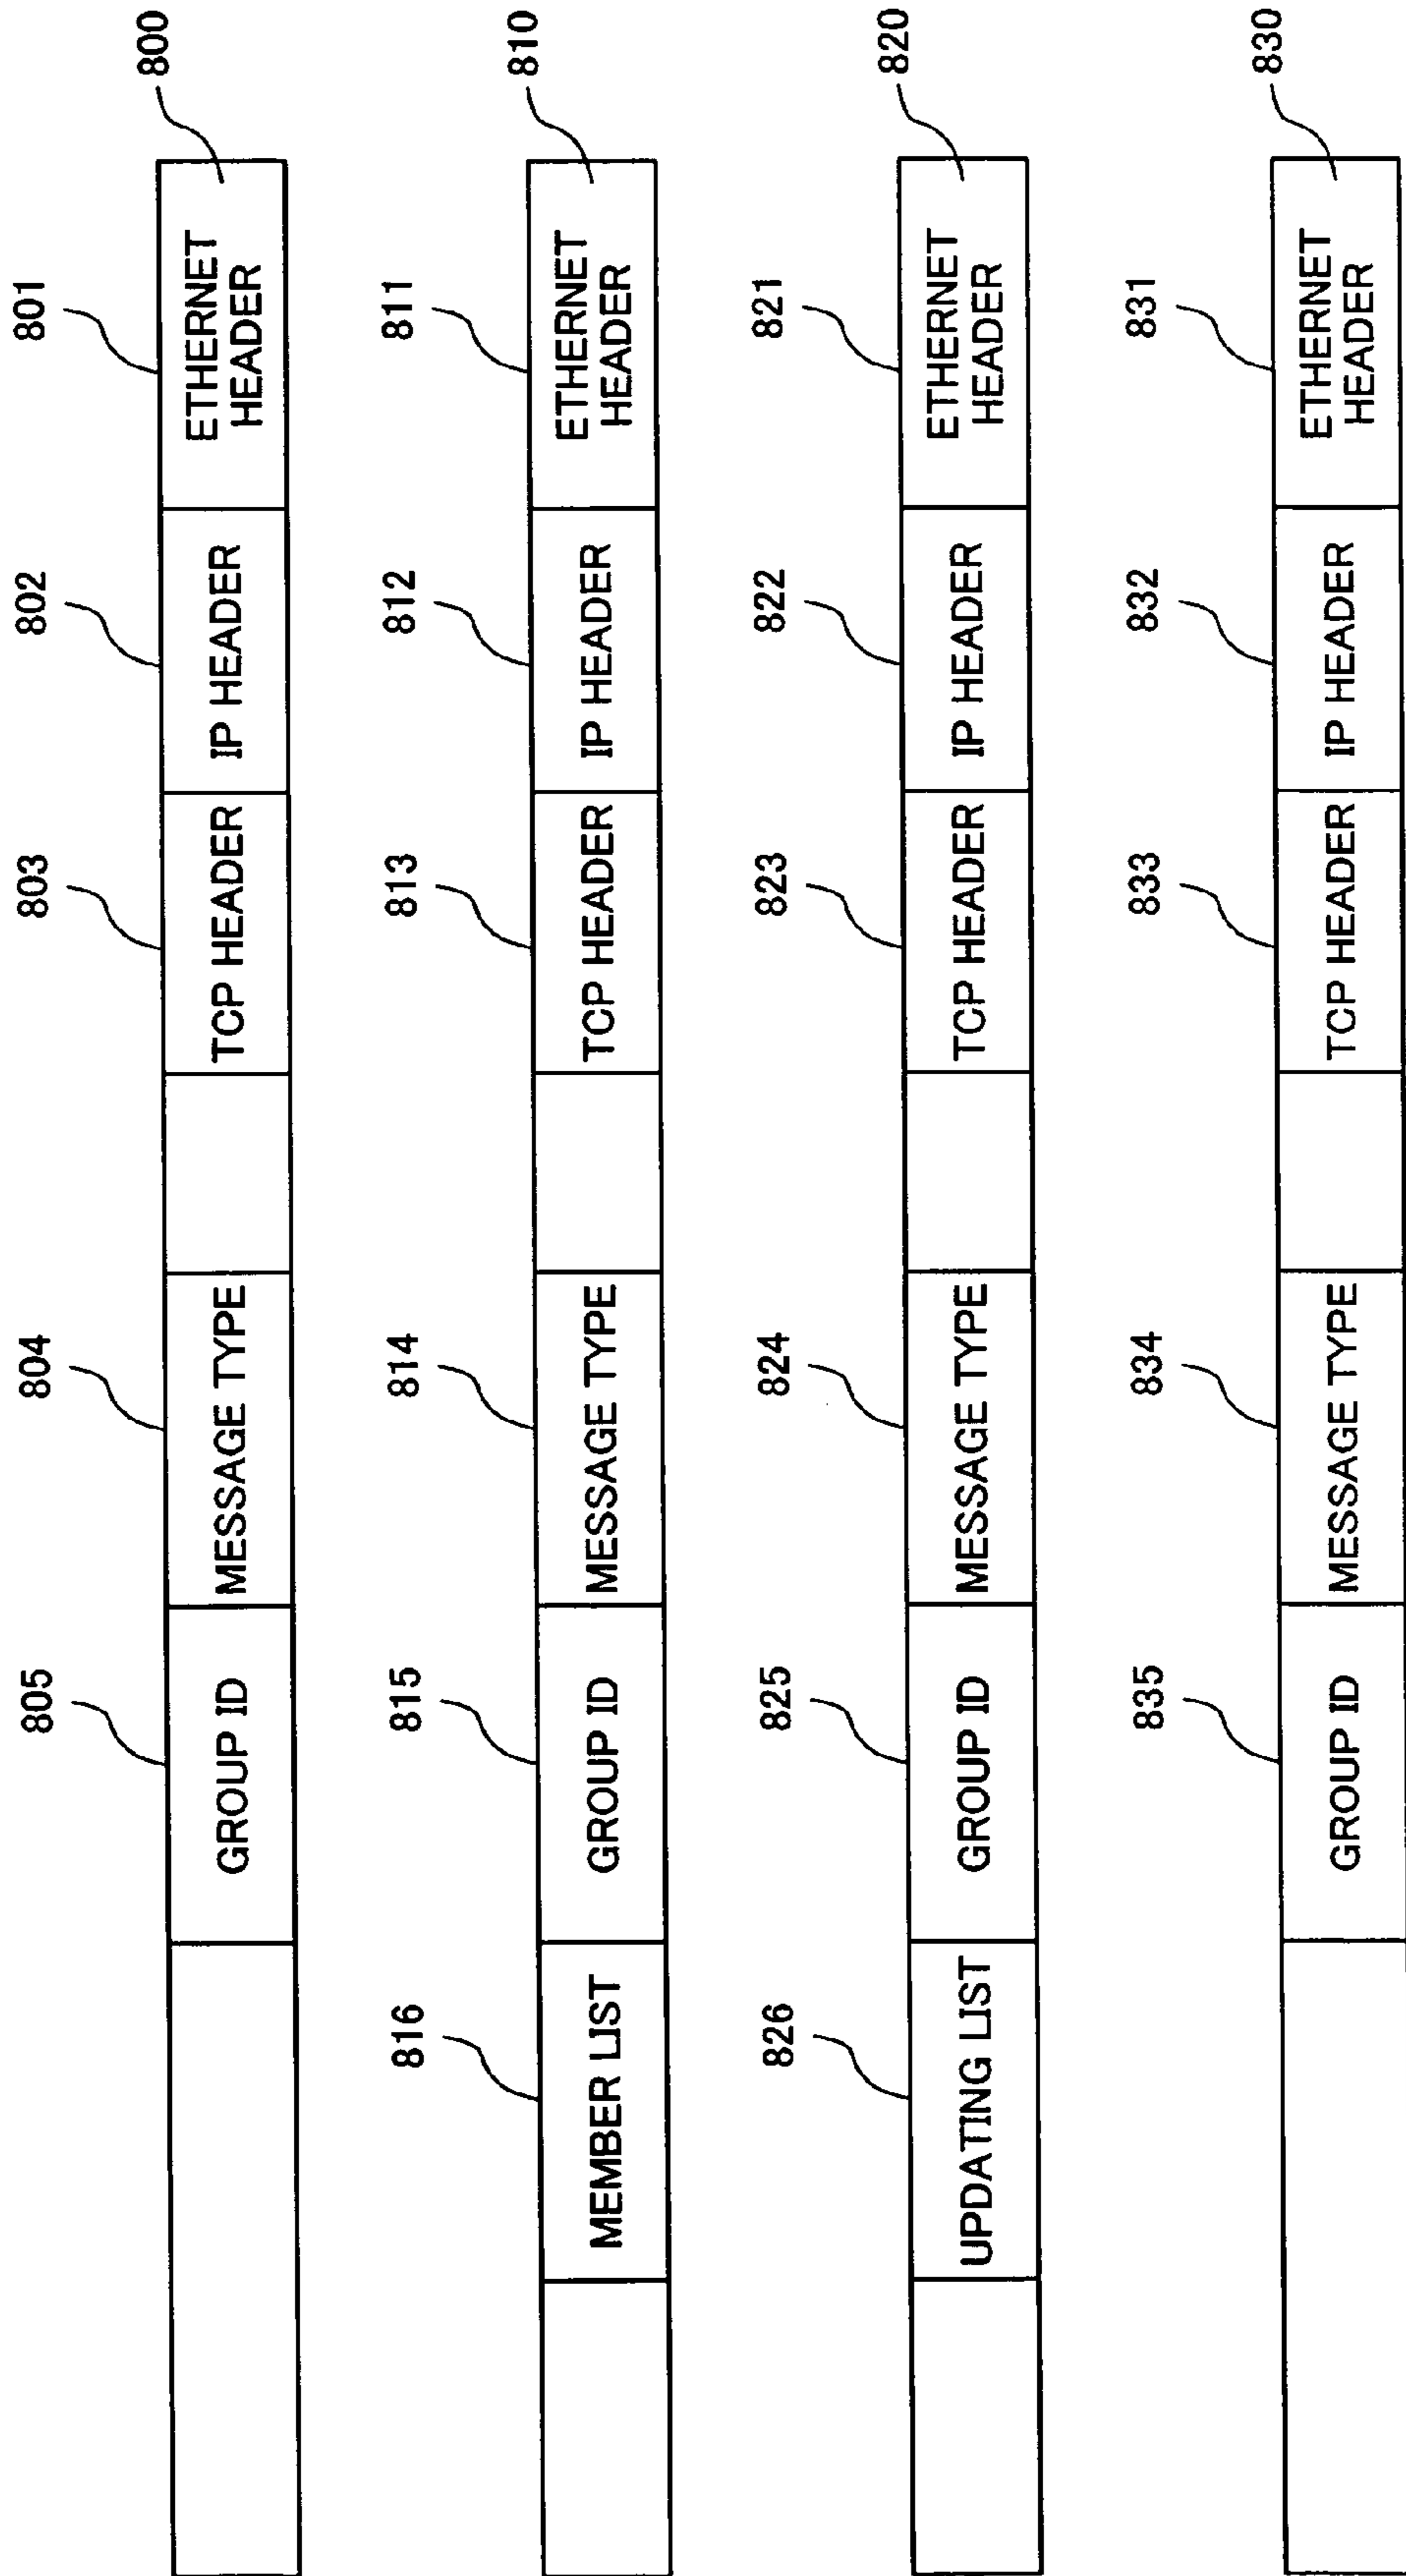 805
804
803
802
801
800
GROUP ID
MESSAGE TYPE
TCP HEADER
IP HEADER
ETHERNET
HEADER
816
815
814
813
812
811
810
MEMBER LIST
GROUP ID
MESSAGE TYPE
TCP HEADER
IP HEADER
ETHERNET
HEADER
826
825
824
823
822
821
820
UPDATING LIST
GROUP ID
MESSAGE TYPE
TCP HEADER
IP HEADER
ETHERNET
HEADER
835
834
833
832
831
830
GROUP ID
MESSAGE TYPE
TCP HEADER
IP HEADER
ETHERNET
HEADER